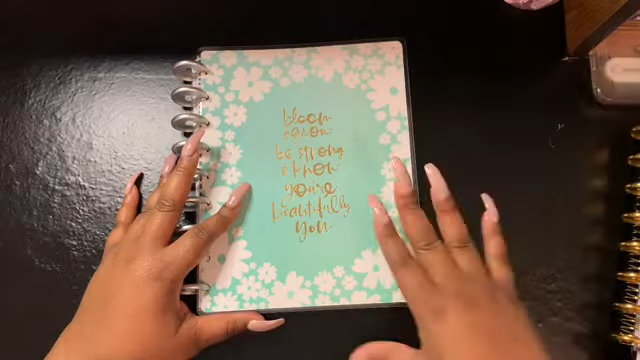 bloom
& grow
be strong
& know
you're
beautifully
you